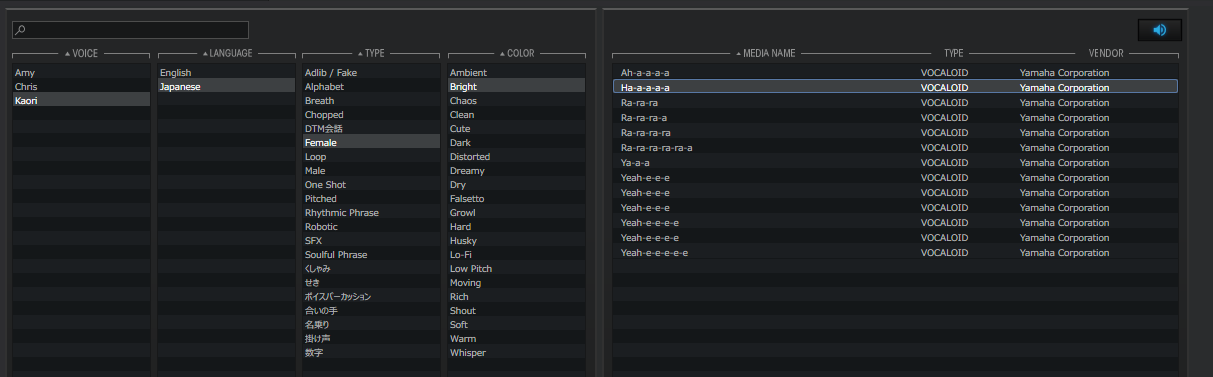 VOICE
LANGUAGE
TYPE
COLOR
Amy
Chris
Kaori
English
Japanese
Adlib / Fake
Alphabet
Breath
Chopped
DTM会話
Female
Loop
Male
One Shot
Pitched
Rhythmic Phrase
Robotic
SFX
Soulful Phrase
くしゃみ
せき
ボイスパーカッション
合いの手
名乗り
掛け声
数字
Ambient
Bright
Chaos
Clean
Cute
Dark
Distorted
Dreamy
Dry
Falsetto
Growl
Hard
Husky
Lo-Fi
Low Pitch
Moving
Rich
Shout
Soft
Warm
Whisper
MEDIA NAME TYPE VENDOR
Ah-a-a-a-a VOCALOID Yamaha Corporation
Ha-a-a-a-a VOCALOID Yamaha Corporation
Ra-ra-ra VOCALOID Yamaha Corporation
Ra-ra-ra-a VOCALOID Yamaha Corporation
Ra-ra-ra-ra VOCALOID Yamaha Corporation
Ra-ra-ra-ra-ra-a VOCALOID Yamaha Corporation
Ya-a-a VOCALOID Yamaha Corporation
Yeah-e-e-e VOCALOID Yamaha Corporation
Yeah-e-e-e VOCALOID Yamaha Corporation
Yeah-e-e-e VOCALOID Yamaha Corporation
Yeah-e-e-e-e VOCALOID Yamaha Corporation
Yeah-e-e-e-e VOCALOID Yamaha Corporation
Yeah-e-e-e-e-e VOCALOID Yamaha Corporation